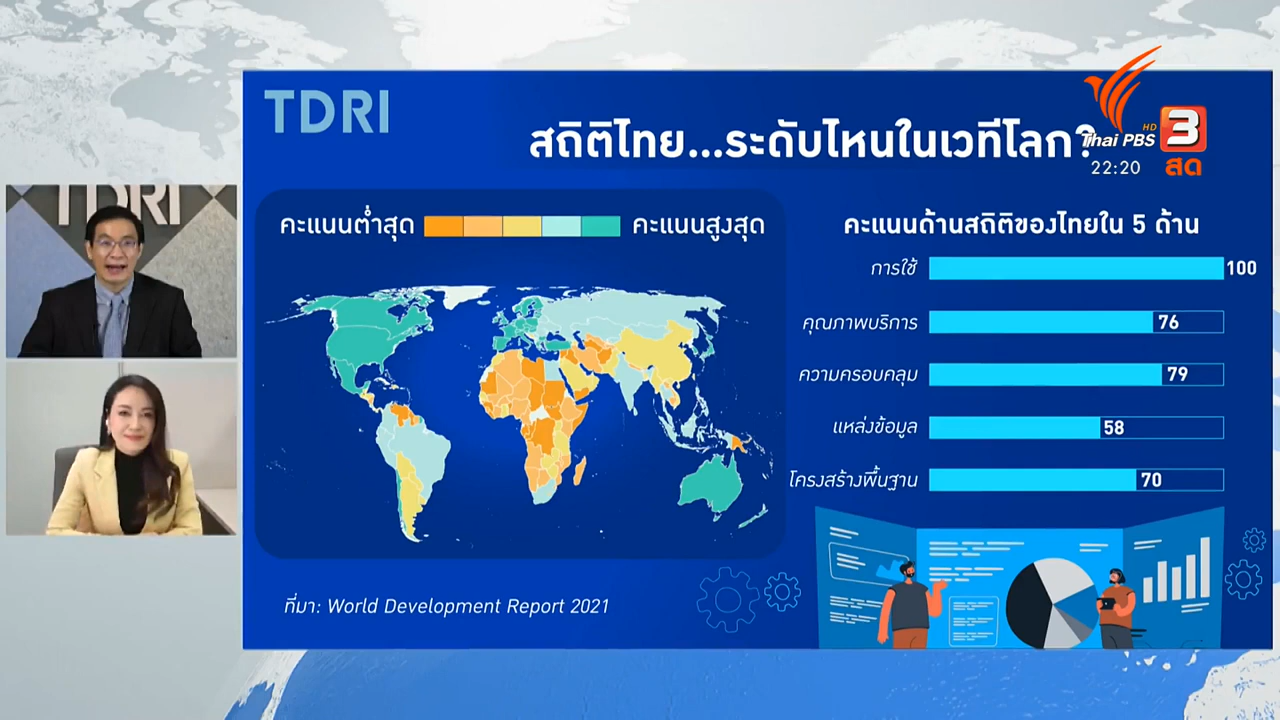 TDRI
สถิติไทย...ระดับไหนในเวทีโลก?
Thai PBS HD 3
22:20 สด
TDRI
คะแนนต่ำสุด คะแนนสูงสุด
คะแนนด้านสถิติของไทยใน 5 ด้าน
การใช้ 100
คุณภาพบริการ 76
ความครอบคลุม 79
แหล่งข้อมูล 58
โครงสร้างพื้นฐาน 70
ที่มา: World Development Report 2021